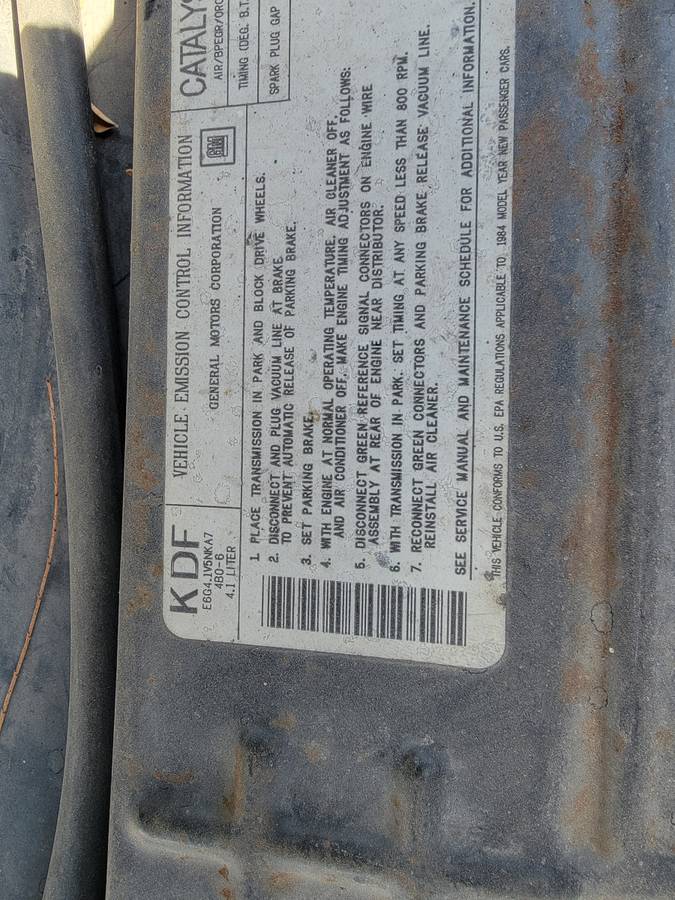 KDF
E6G4.1V5NKA7
4B0-6
4.1 LITER
VEHICLE EMISSION CONTROL INFORMATION
GENERAL MOTORS CORPORATION
GM
CATALYS
AIR/BPEGR/ORC
TIMING (DEG. B.T.
SPARK PLUG GAP
1. PLACE TRANSMISSION IN PARK AND BLOCK DRIVE WHEELS.
2. DISCONNECT AND PLUG VACUUM LINE AT BRAKE
TO PREVENT AUTOMATIC RELEASE OF PARKING BRAKE.
3. SET PARKING BRAKE.
4. WITH ENGINE AT NORMAL OPERATING TEMPERATURE, AIR CLEANER OFF,
AND AIR CONDITIONER OFF, MAKE ENGINE TIMING ADJUSTMENT AS FOLLOWS:
5. DISCONNECT GREEN REFERENCE SIGNAL CONNECTORS ON ENGINE WIRE
ASSEMBLY AT REAR OF ENGINE NEAR DISTRIBUTOR.
6. WITH TRANSMISSION IN PARK, SET TIMING AT ANY SPEED LESS THAN 800 RPM.
7. RECONNECT GREEN CONNECTORS AND PARKING BRAKE RELEASE VACUUM LINE.
REINSTALL AIR CLEANER.
SEE SERVICE MANUAL AND MAINTENANCE SCHEDULE FOR ADDITIONAL INFORMATION.
THIS VEHICLE CONFORMS TO U.S. EPA REGULATIONS APPLICABLE TO 1984 MODEL YEAR NEW PASSENGER CARS.